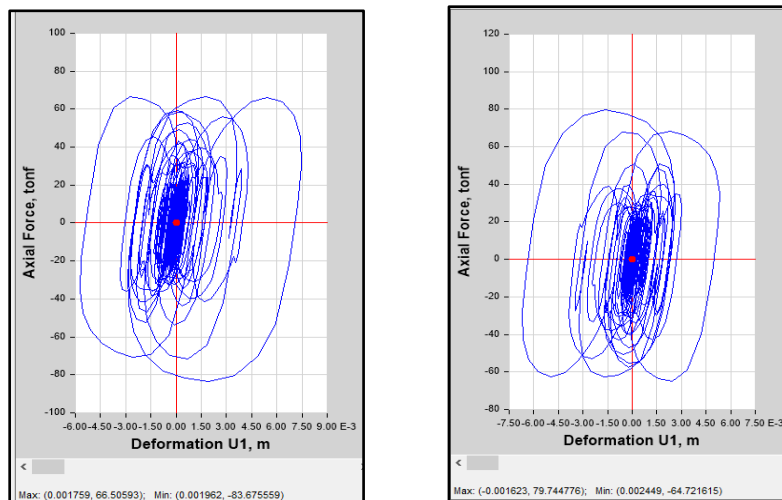 100
80
60
40
20
0
-20
-40
-60
-80
-100
Axial Force, tonf
-6.00 -4.50 -3.00 -1.50 0.00 1.50 3.00 4.50 6.00 7.50 9.00 E-3
Deformation U1, m
Max: (0.001759, 66.50593); Min: (0.001962, -83.675559)
120
100
80
60
40
20
0
-20
-40
-60
-80
Axial Force, tonf
-7.50 -6.00 -4.50 -3.00 -1.50 0.00 1.50 3.00 4.50 6.00 7.50 E-3
Deformation U1, m
Max: (-0.001623, 79.744776); Min: (0.002449, -64.721615)